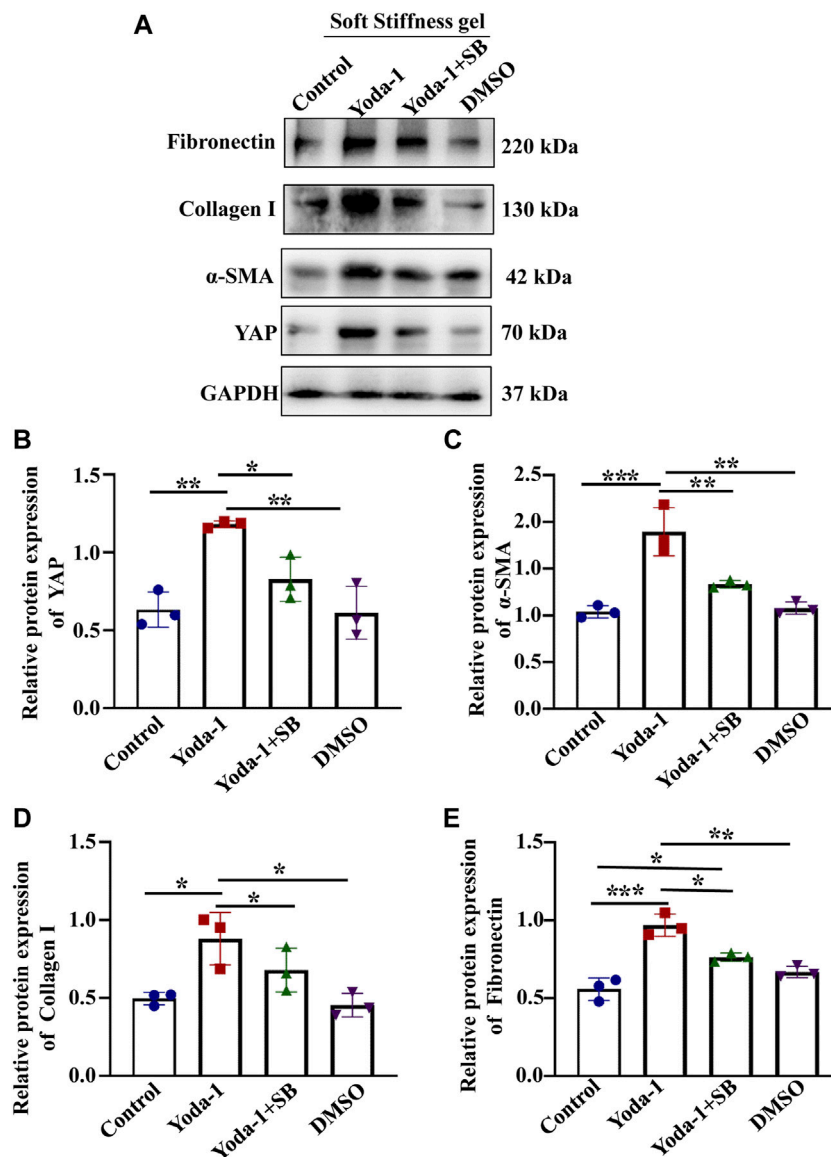 A
Soft Stiffness gel
Control Yoda-1 Yoda-1+SB DMSO
Fibronectin 220 kDa
Collagen I 130 kDa
α-SMA 42 kDa
YAP 70 kDa
GAPDH 37 kDa
B
Relative protein expression
of YAP
1.5
1.0
0.5
0.0
** * **
Control Yoda-1 Yoda-1+SB DMSO
C
Relative protein expression
of α-SMA
2.5
2.0
1.0
1.0
0.5
0.0
*** ** **
Control Yoda-1 Yoda-1+SB DMSO
D
Relative protein expression
of Collagen I
1.5
1.0
0.5
0.0
* * *
Control Yoda-1 Yoda-1+SB DMSO
E
Relative protein expression
of Fibronectin
1.5
1.0
0.5
0.0
**
*
*** *
Control Yoda-1 Yoda-1+SB DMSO